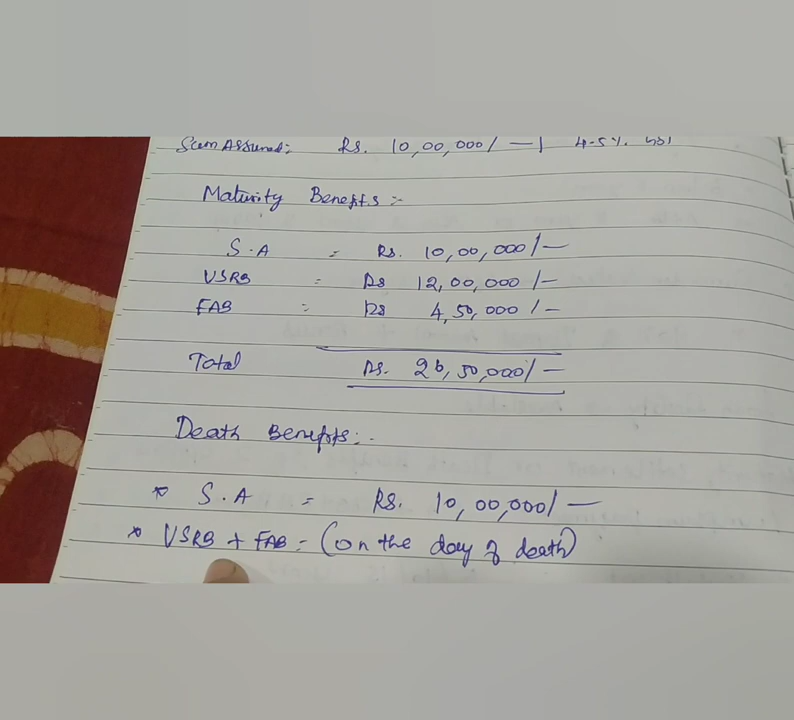 Sum Assured: Rs. 10,00,000/- 4.5%
Maturity Benefits :-
S.A = Rs. 10,00,000/-
VSRB = Rs 12,00,000/-
FAB = Rs 4,50,000/-
Total Rs. 26,50,000/-
Death Benefits:-
* S.A = Rs. 10,00,000/-
* VSRB + FAB = (on the day of death)